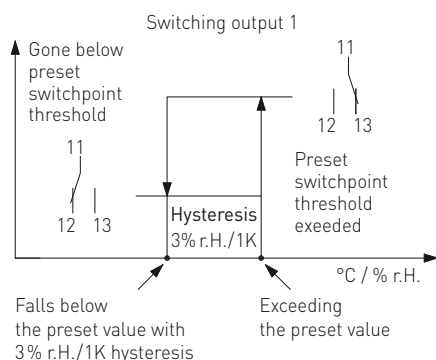 Switching output 1
Gone below
preset
switchpoint
threshold
11
12 13
11
12 13
Preset
switchpoint
threshold
exeeded
Hysteresis
3% r.H./1K
°C / % r.H.
Falls below
the preset value with
3% r.H./1K hysteresis
Exceeding
the preset value